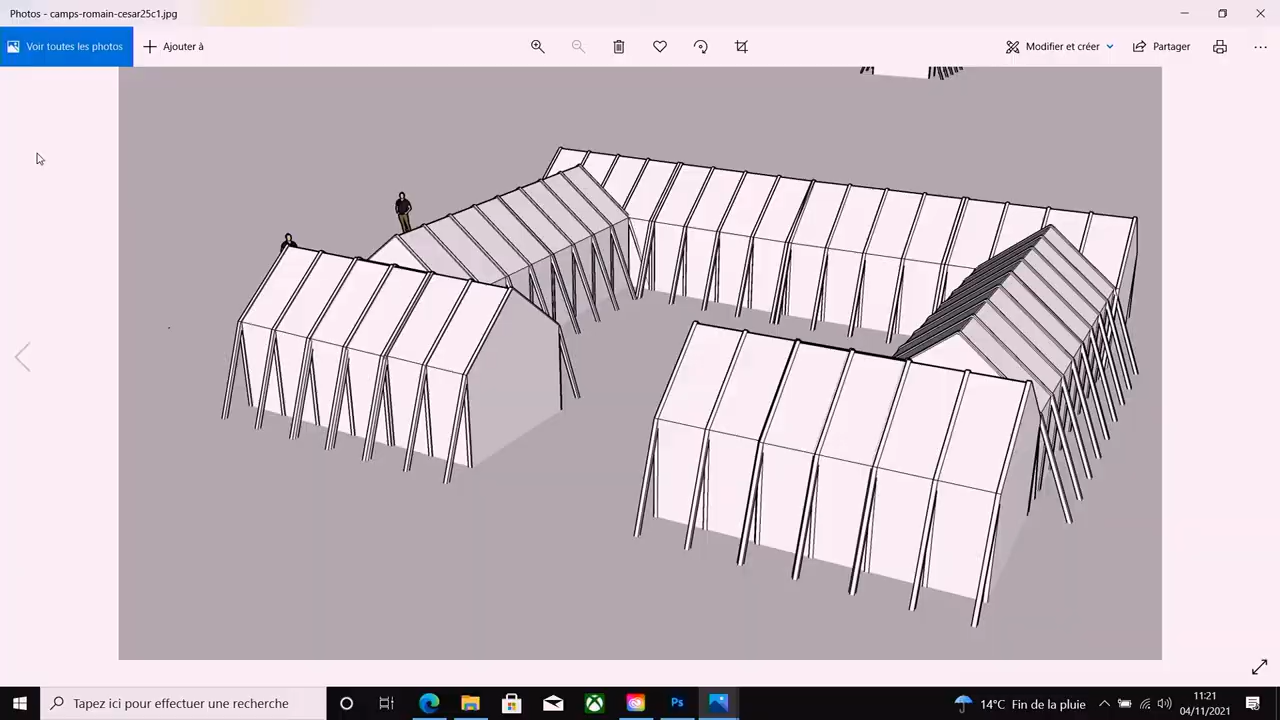 Photos - camps-romain-cesar25c1.jpg
Voir toutes les photos
Ajouter à
Modifier et créer
Partager
Tapez ici pour effectuer une recherche
Ps
14°C Fin de la pluie
11:21
04/11/2021